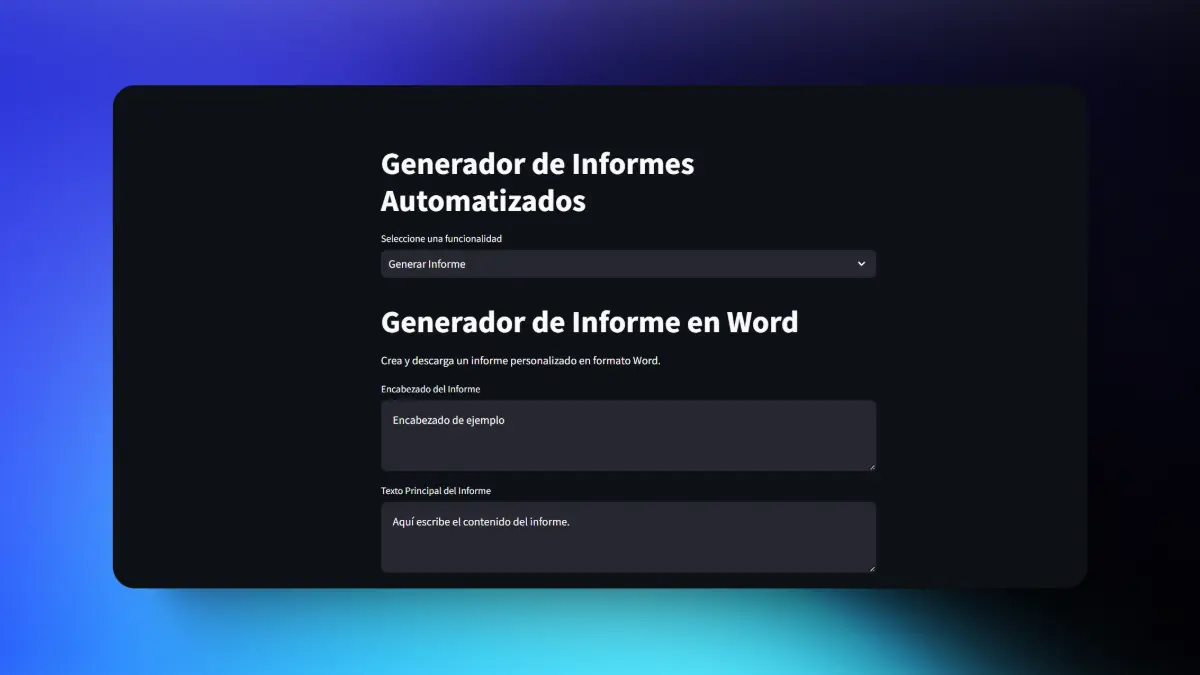 Generador de Informes
Automatizados
Seleccione una funcionalidad
Generar Informe
Generador de Informe en Word
Crea y descarga un informe personalizado en formato Word.
Encabezado del Informe
Encabezado de ejemplo
Texto Principal del Informe
Aquí escribe el contenido del informe.